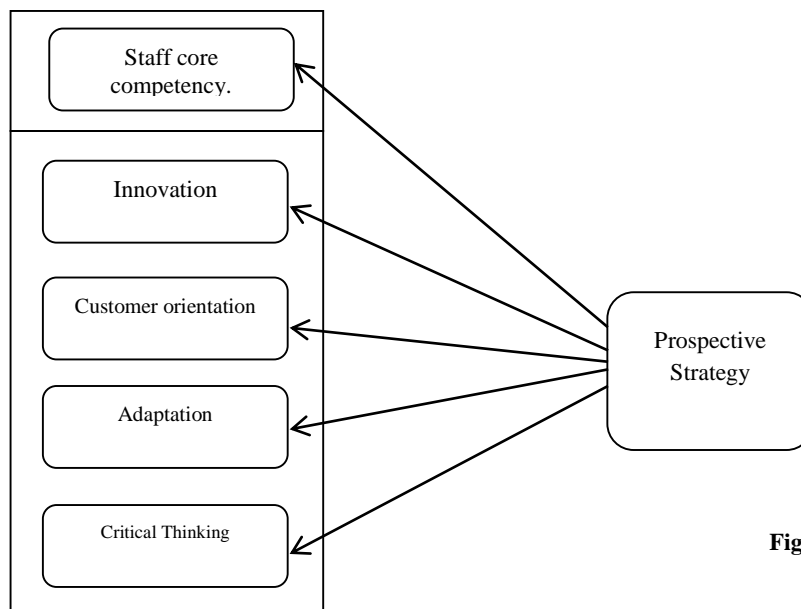 Staff core
competency.
Innovation
Customer orientation
Adaptation
Critical Thinking
Prospective
Strategy
Fig